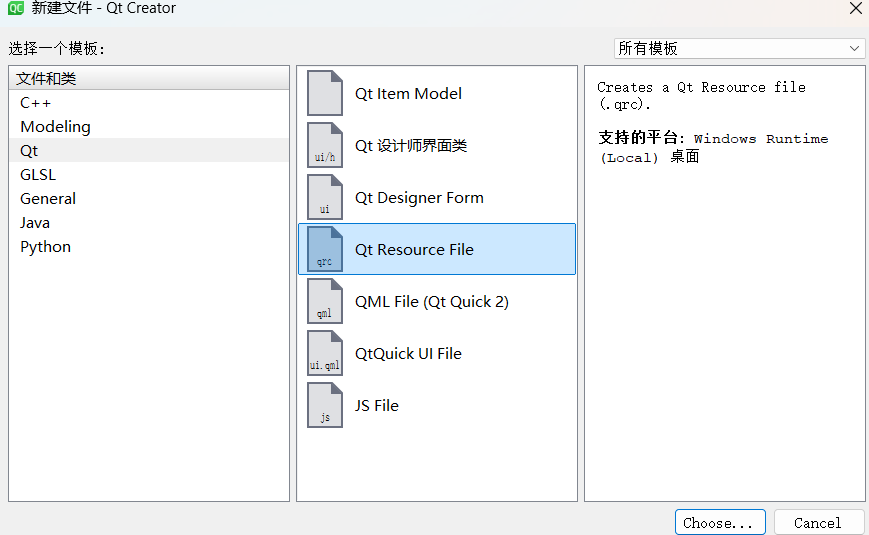 QC 新建文件 - Qt Creator
选择一个模板:
所有模板
文件和类
C++
Modeling
Qt
GLSL
General
Java
Python
Qt Item Model
ui/h Qt 设计师界面类
ui Qt Designer Form
qrc Qt Resource File
qml QML File (Qt Quick 2)
ui.qml QtQuick UI File
js JS File
Creates a Qt Resource file
(.qrc).
支持的平台: Windows Runtime
(Local) 桌面
Choose...
Cancel